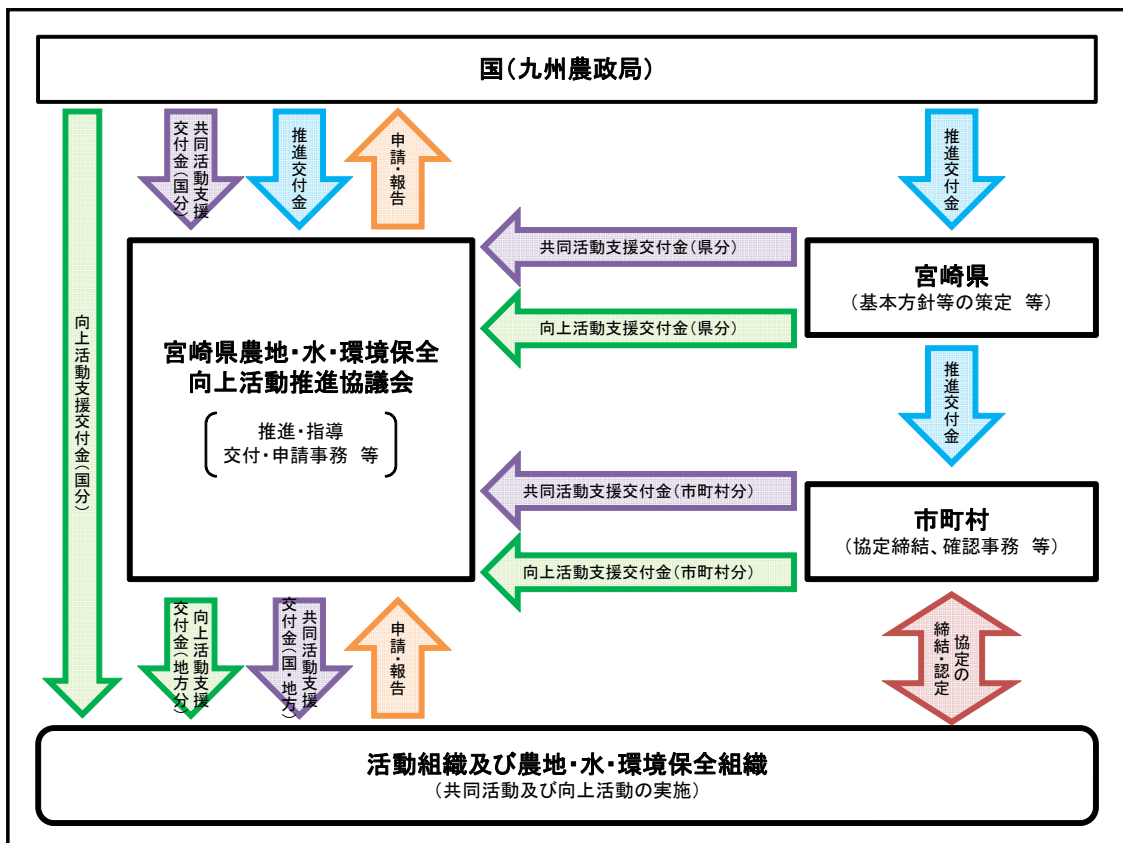 国(九州農政局)
共同活動支援
交付金(国分)
推進交付金
申請・報告
推進交付金
共同活動支援交付金(県分)
宮崎県
(基本方針等の策定 等)
向上活動支援交付金(県分)
向上活動支援交付金(国分)
宮崎県農地・水・環境保全
向上活動推進協議会
推進・指導
交付・申請事務 等
推進交付金
共同活動支援交付金(市町村分)
市町村
(協定締結、確認事務 等)
向上活動支援交付金(市町村分)
向上活動支援
交付金(地方分)
共同活動支援
交付金(国・地方)
申請・報告
協定の
締結・認定
活動組織及び農地・水・環境保全組織
(共同活動及び向上活動の実施)